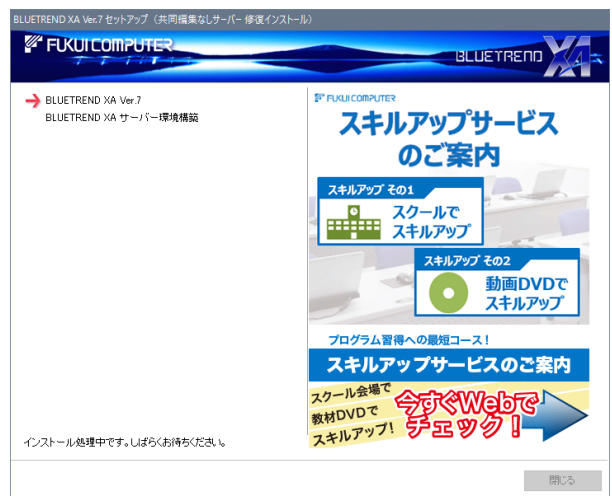 BLUETREND XA Ver.7 セットアップ（共同編集なしサーバー 修復インストール）
FUKUI COMPUTER
BLUETREND XA
BLUETREND XA Ver.7
BLUETREND XA サーバー環境構築
FUKUI COMPUTER
スキルアップサービス
のご案内
スキルアップ その1
スクールで
スキルアップ
スキルアップ その2
動画DVDで
スキルアップ
プログラム習得への最短コース！
スキルアップサービスのご案内
スクール会場で
教材DVDで
スキルアップ!
今すぐWebで
チェック！
インストール処理中です。しばらくお待ちください。
閉じる